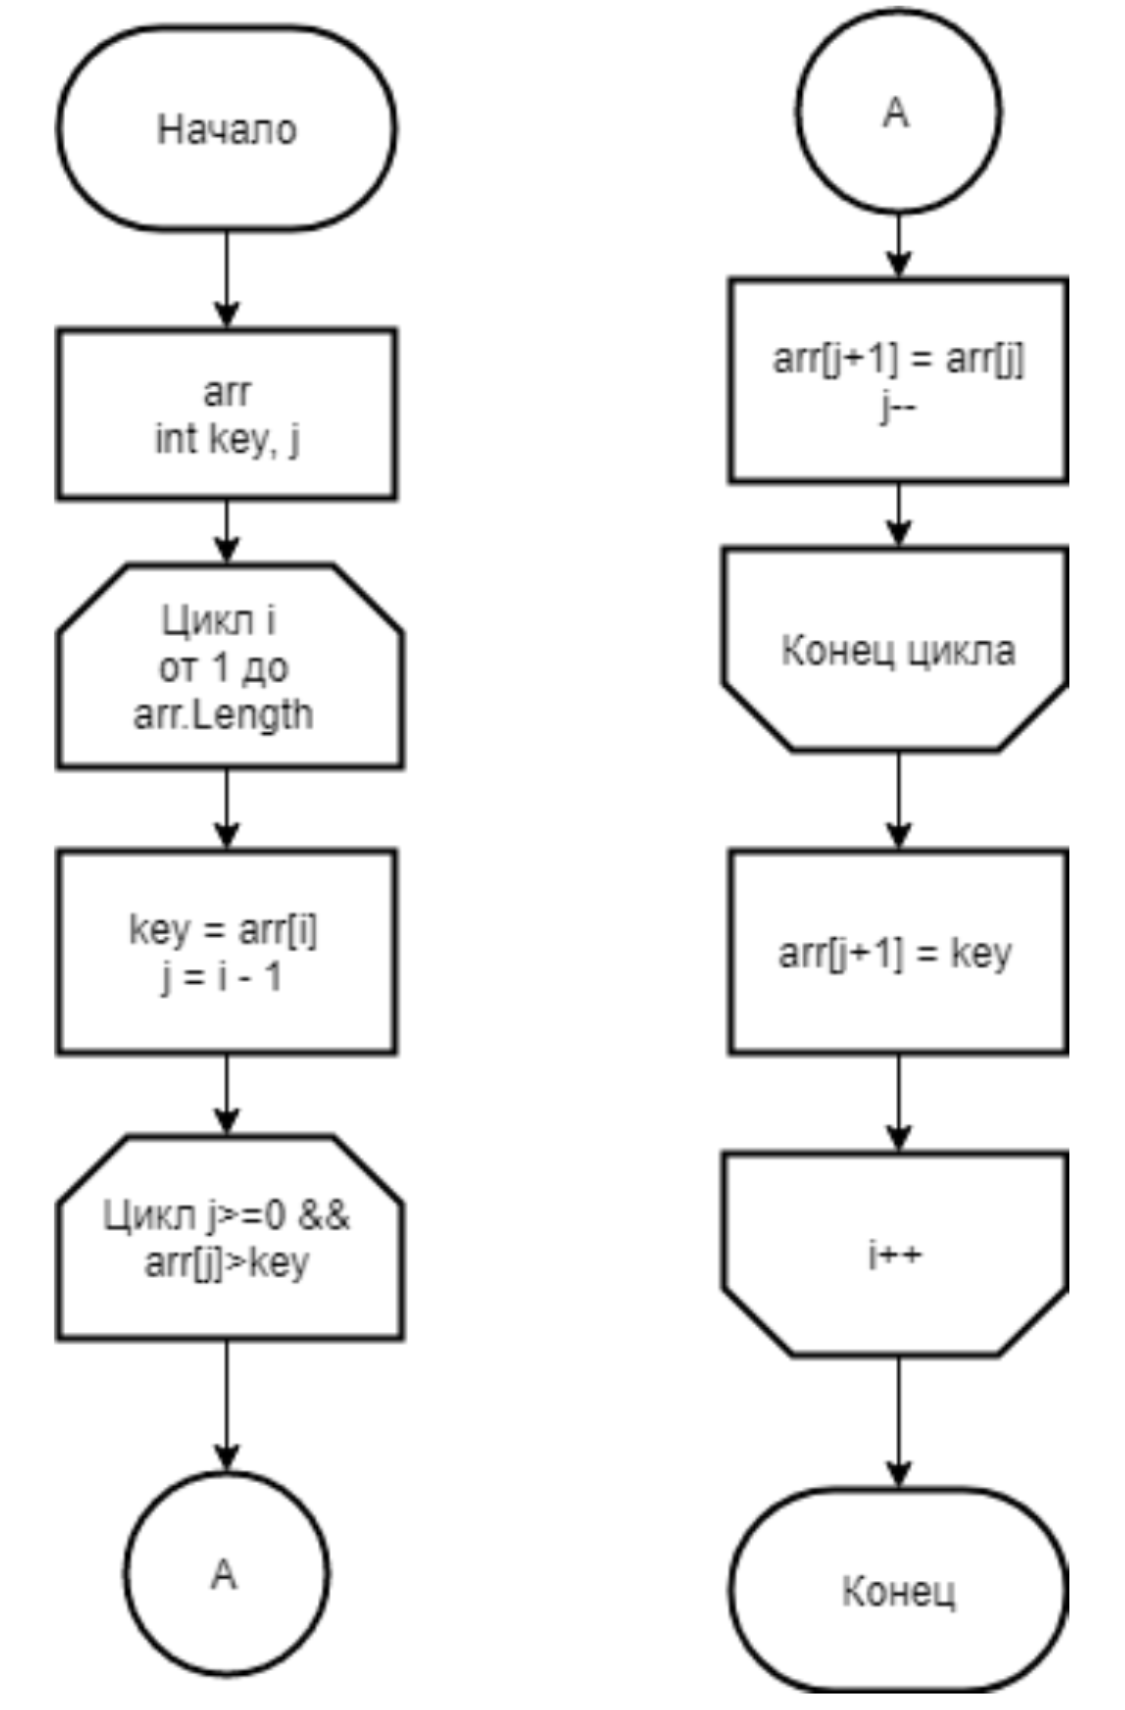 Начало
arr
int key, j
Цикл i
от 1 до
arr.Length
key = arr[i]
j = i - 1
Цикл j>=0 &&
arr[j]>key
A
A
arr[j+1] = arr[j]
j--
Конец цикла
arr[j+1] = key
i++
Конец